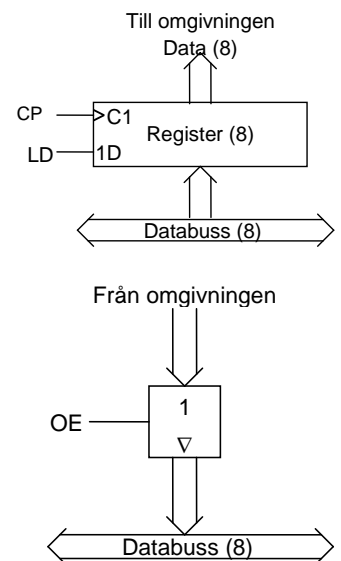 Till omgivningen
Data (8)
CP
C1
Register (8)
LD
1D
Databuss (8)
Från omgivningen
1
OE
∇
Databuss (8)